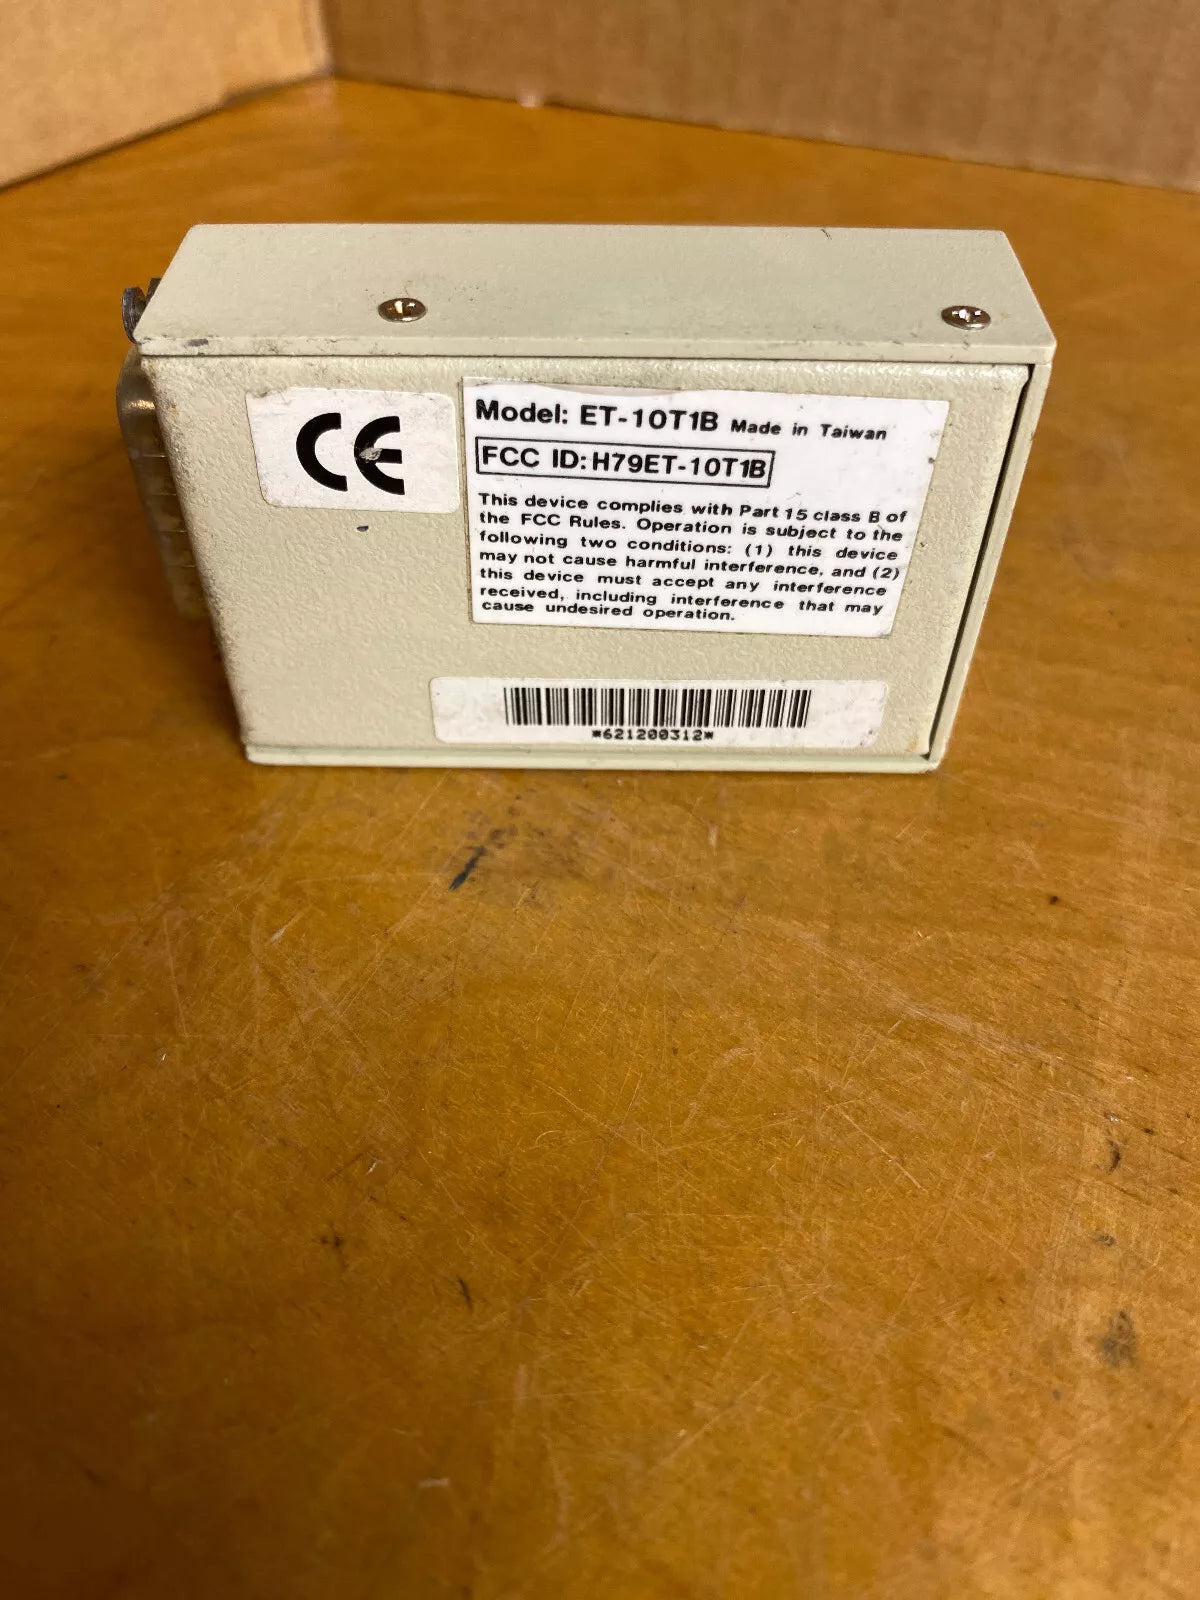 CE
Model: ET-10T1B Made in Taiwan
FCC ID: H79ET-10T1B
This device complies with Part 15 class B of
the FCC Rules. Operation is subject to the
following two conditions: (1) this device
may not cause harmful interference, and (2)
this device must accept any interference
received, including interference that may
cause undesired operation.
*621200312*